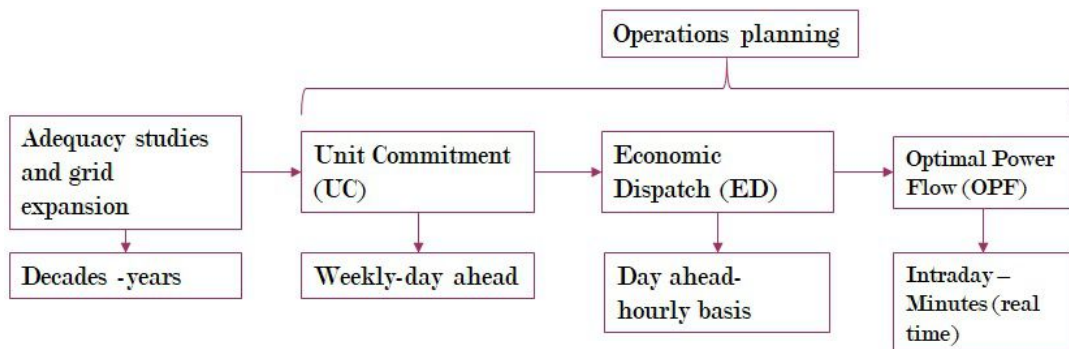 Operations planning
Adequacy studies
and grid
expansion
Unit Commitment
(UC)
Economic
Dispatch (ED)
Optimal Power
Flow (OPF)
Decades -years
Weekly-day ahead
Day ahead-
hourly basis
Intraday –
Minutes (real
time)